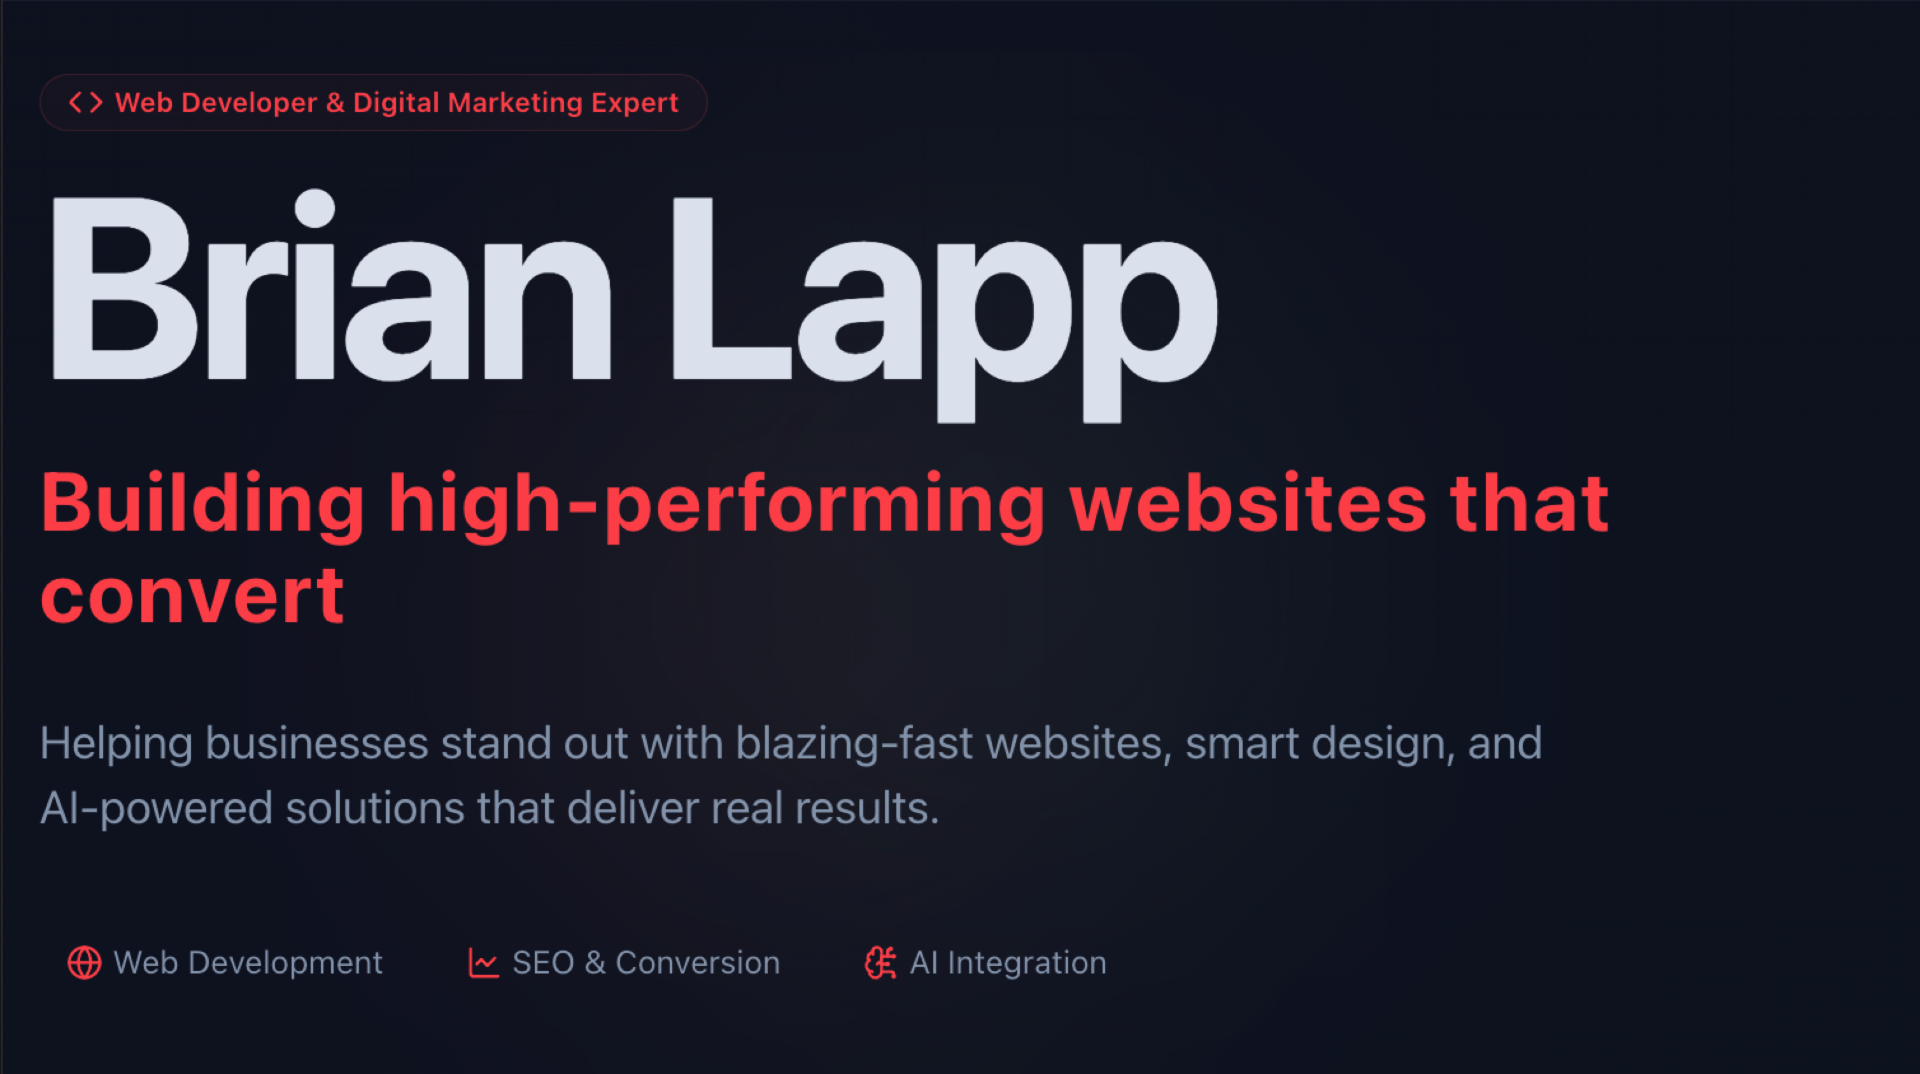 Web Developer & Digital Marketing Expert
Brian Lapp
Building high-performing websites that
convert
Helping businesses stand out with blazing-fast websites, smart design, and
AI-powered solutions that deliver real results.
Web Development SEO & Conversion AI Integration